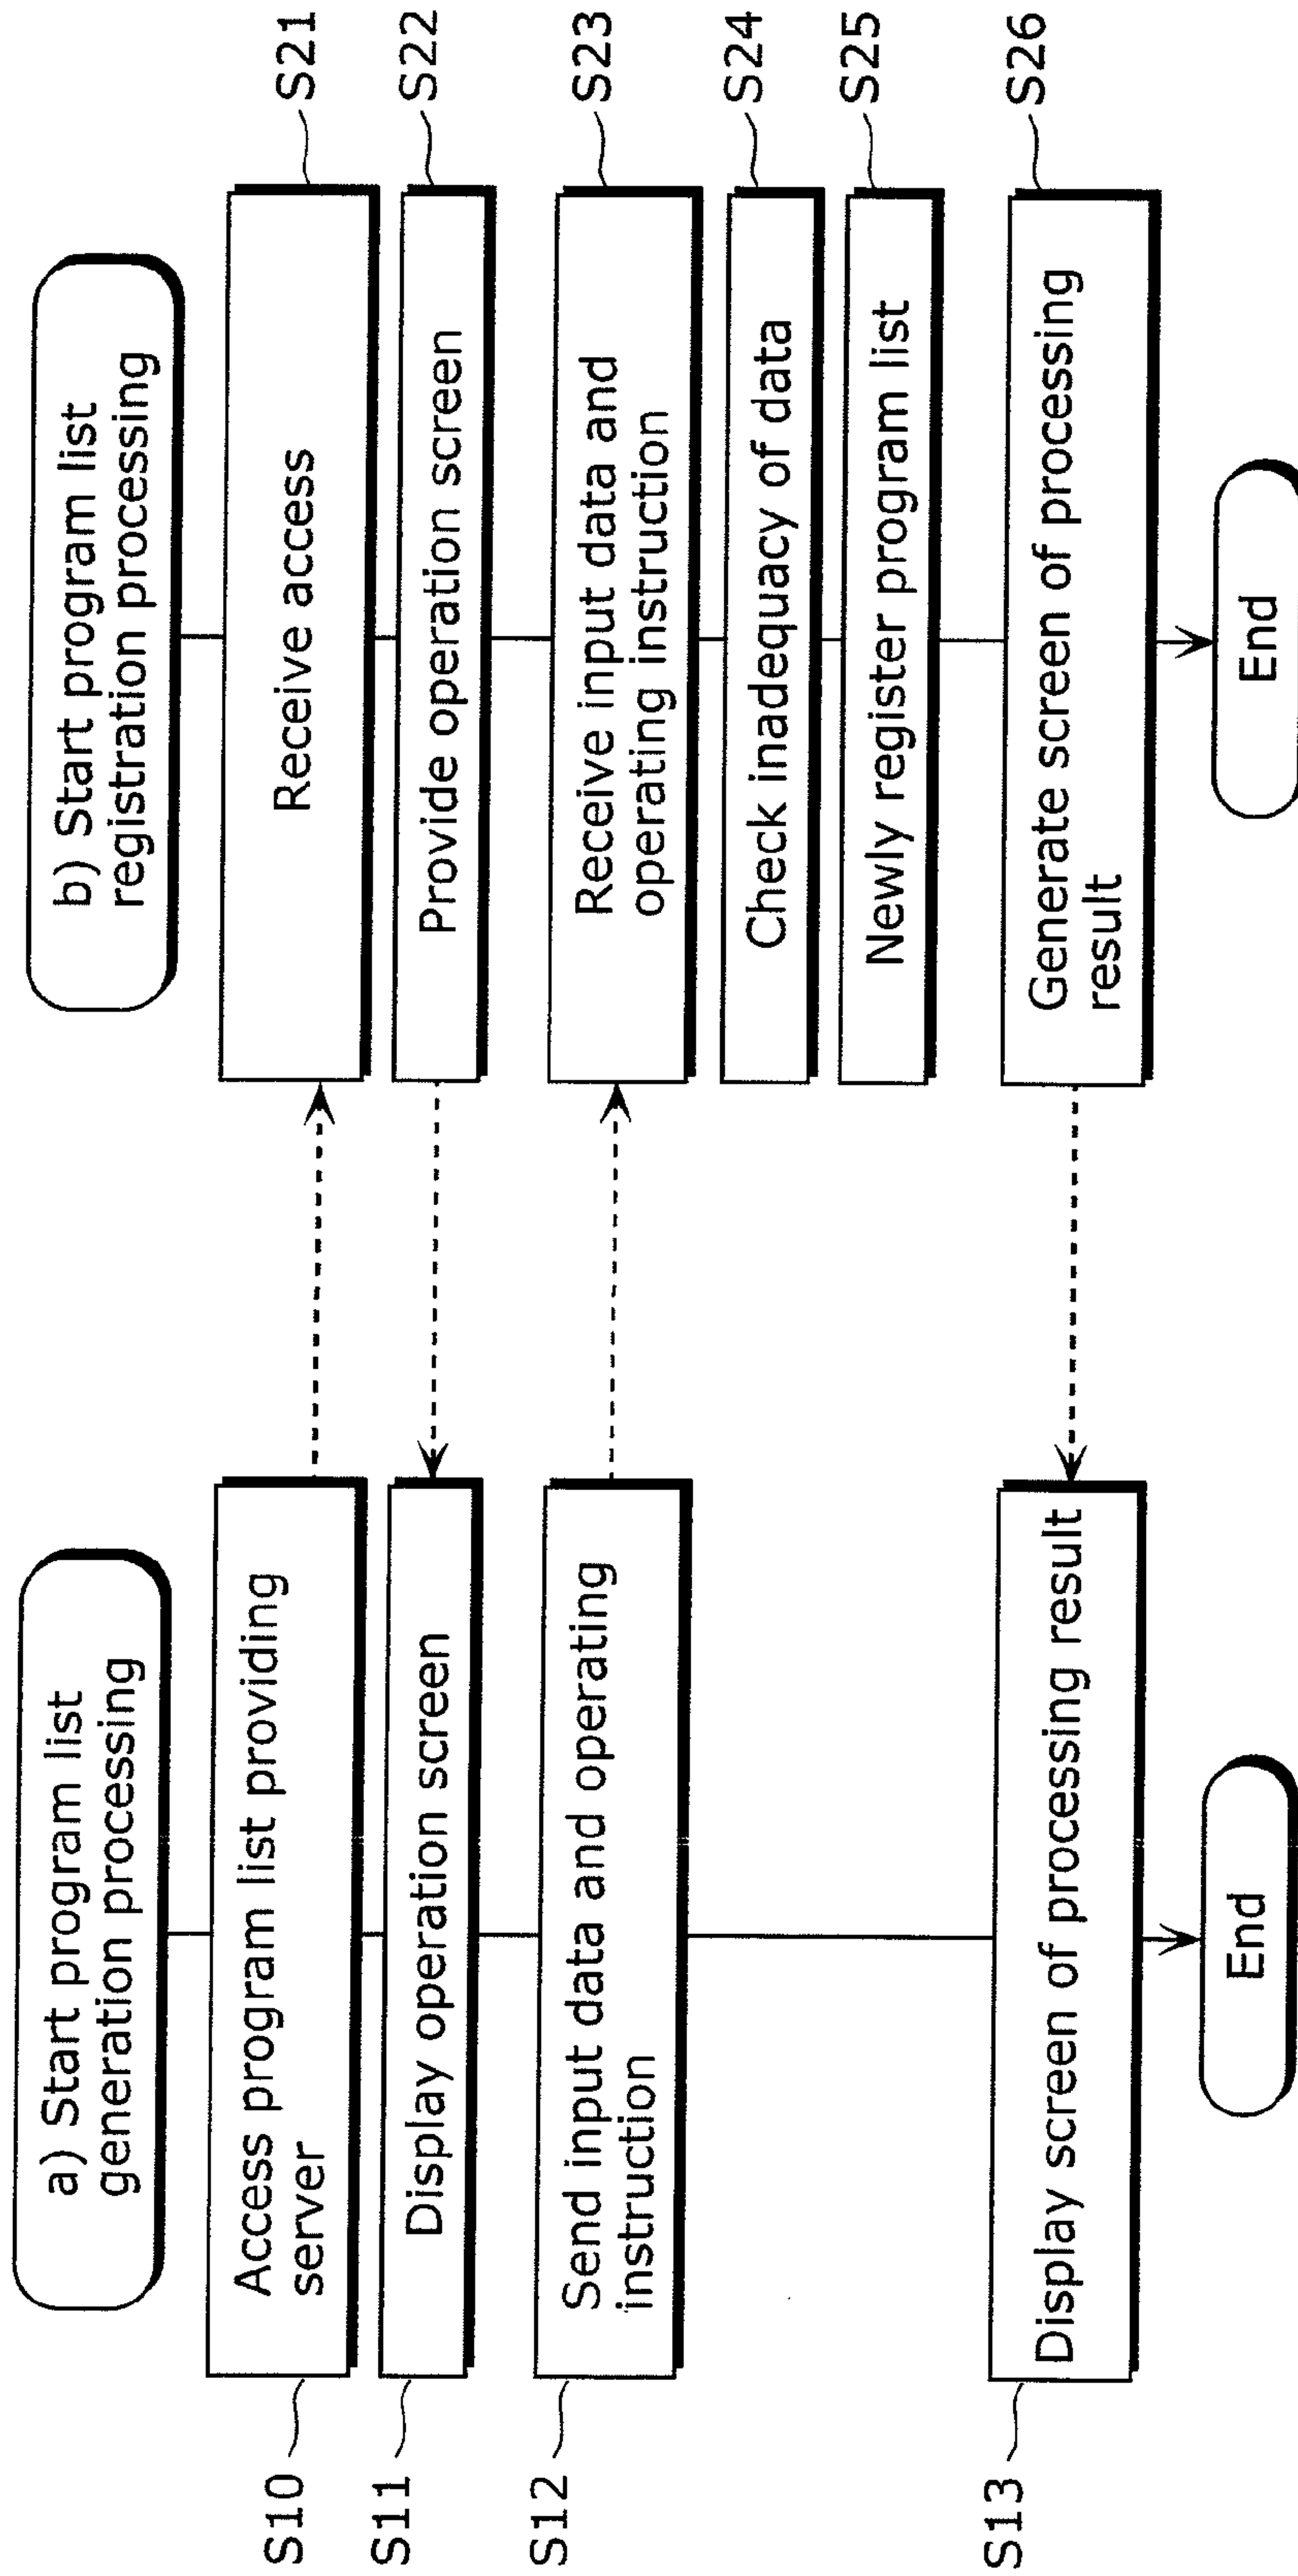 a) Start program list
generation processing
S10
Access program list providing
server
S11
Display operation screen
S12
Send input data and operating
instruction
S13
Display screen of processing result
End
b) Start program list
registration processing
Receive access
S21
Provide operation screen
S22
Receive input data and
operating instruction
S23
Check inadequacy of data
S24
Newly register program list
S25
Generate screen of processing
result
S26
End